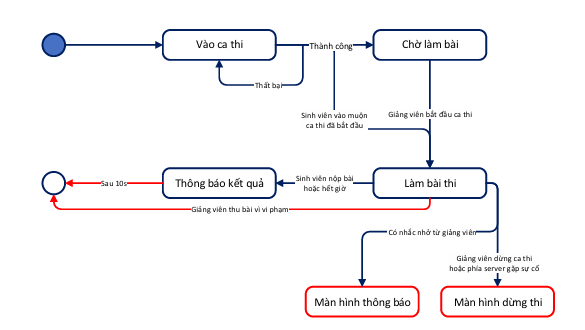 Vào ca thi
Thành công
Chờ làm bài
Thất bại
Sinh viên vào muộn
ca thi đã bắt đầu
Giảng viên bắt đầu ca thi
Sau 10s
Thông báo kết quả
Sinh viên nộp bài
hoặc hết giờ
Làm bài thi
Giảng viên thu bài vì vi phạm
Có nhắc nhở từ giảng viên
Giảng viên dừng ca thi
hoặc phía server gặp sự cố
Màn hình thông báo
Màn hình dừng thi